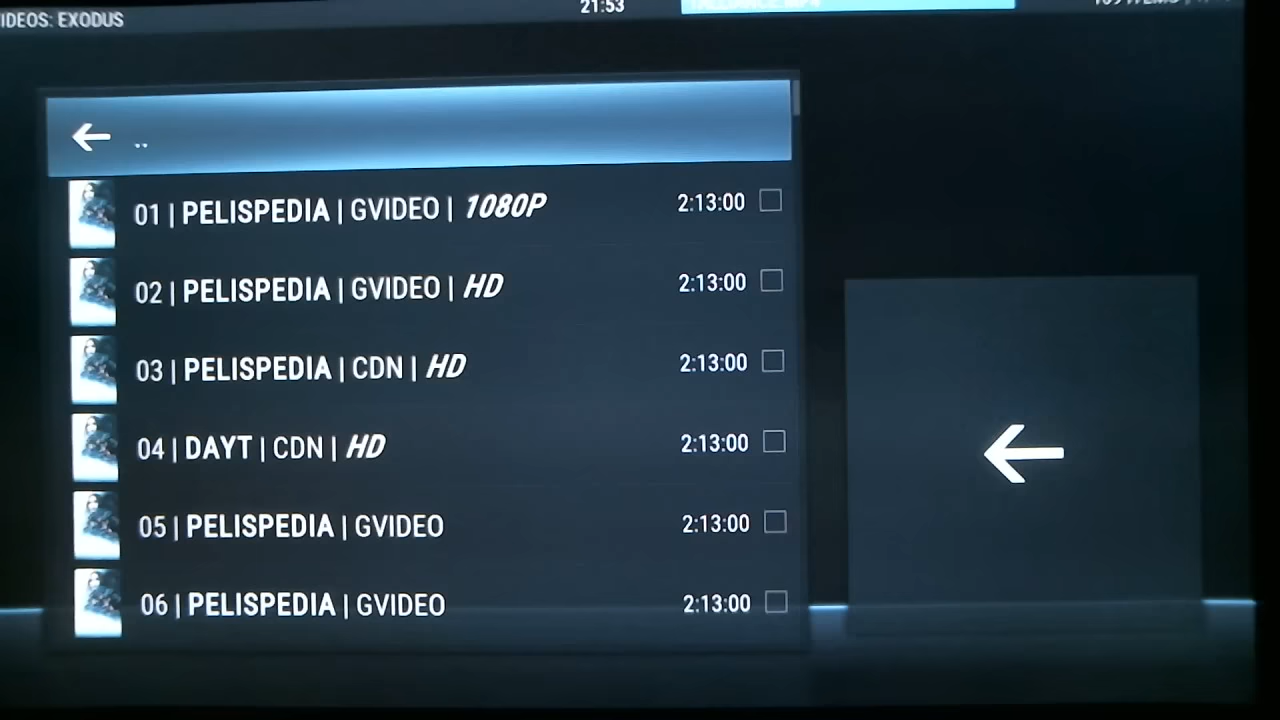 IDEOS: EXODUS
21:53
..
01 | PELISPEDIA | GVIDEO | 1080P 2:13:00
02 | PELISPEDIA | GVIDEO | HD 2:13:00
03 | PELISPEDIA | CDN | HD 2:13:00
04 | DAYT | CDN | HD 2:13:00
05 | PELISPEDIA | GVIDEO 2:13:00
06 | PELISPEDIA | GVIDEO 2:13:00